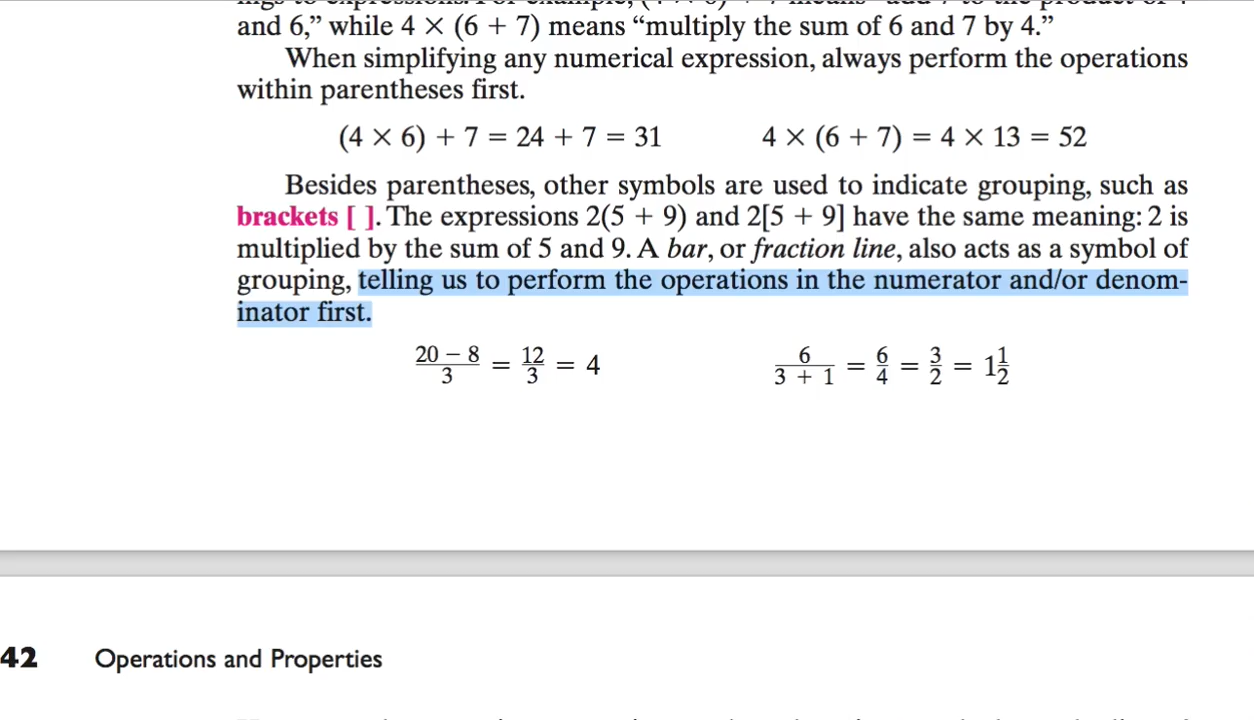 and 6,” while 4 × (6 + 7) means “multiply the sum of 6 and 7 by 4.”
When simplifying any numerical expression, always perform the operations
within parentheses first.
(4 × 6) + 7 = 24 + 7 = 31 4 × (6 + 7) = 4 × 13 = 52
Besides parentheses, other symbols are used to indicate grouping, such as
brackets [ ]. The expressions 2(5 + 9) and 2[5 + 9] have the same meaning: 2 is
multiplied by the sum of 5 and 9. A bar, or fraction line, also acts as a symbol of
grouping, telling us to perform the operations in the numerator and/or denom-
inator first.
20 − 8 / 3 = 12 / 3 = 4 6 / 3 + 1 = 6 / 4 = 3 / 2 = 1 1/2
42 Operations and Properties